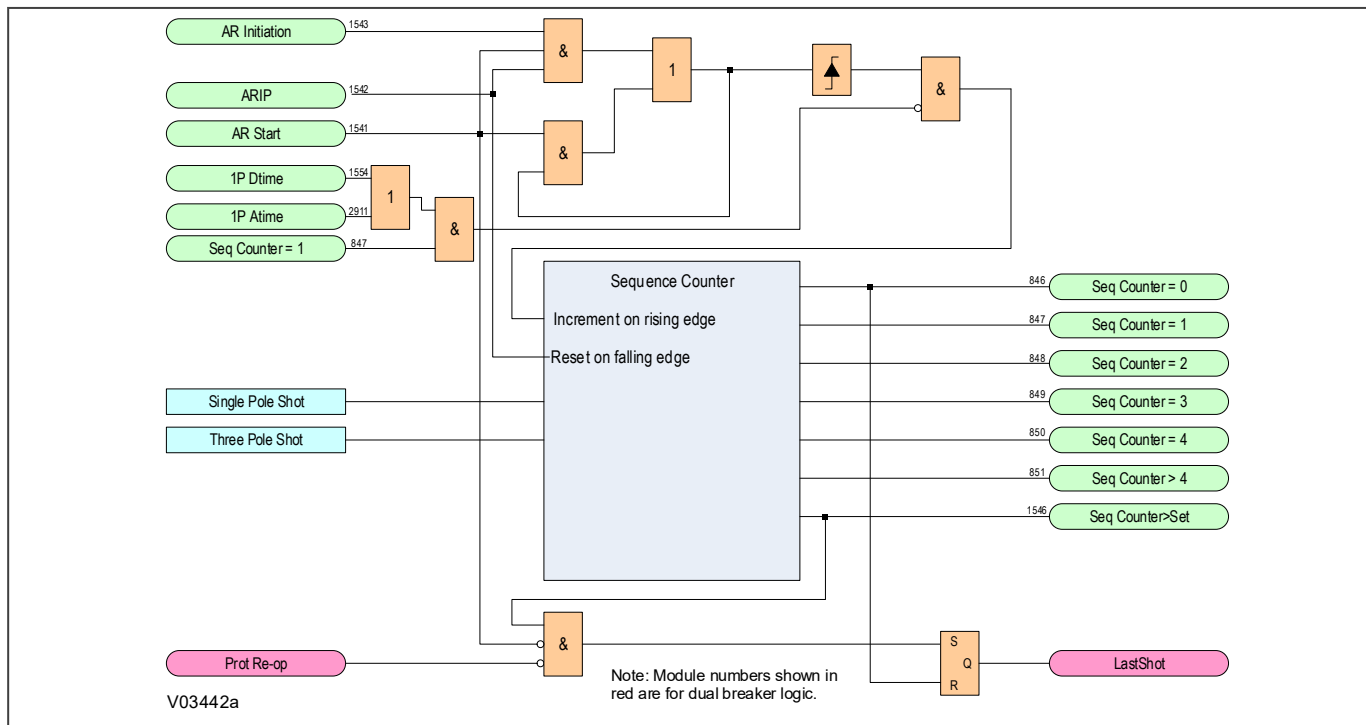 AR Initiation
1543
&
1
&
ARIP
1542
AR Start
1541
&
1P Dtime
1554
1
1P Atime
2911
&
Seq Counter = 1
847
Sequence Counter
Increment on rising edge
Reset on falling edge
846
Seq Counter = 0
847
Seq Counter = 1
848
Seq Counter = 2
849
Seq Counter = 3
850
Seq Counter = 4
851
Seq Counter > 4
1546
Seq Counter>Set
Single Pole Shot
Three Pole Shot
&
S
Q
R
Prot Re-op
LastShot
Note: Module numbers shown in
red are for dual breaker logic.
V03442a